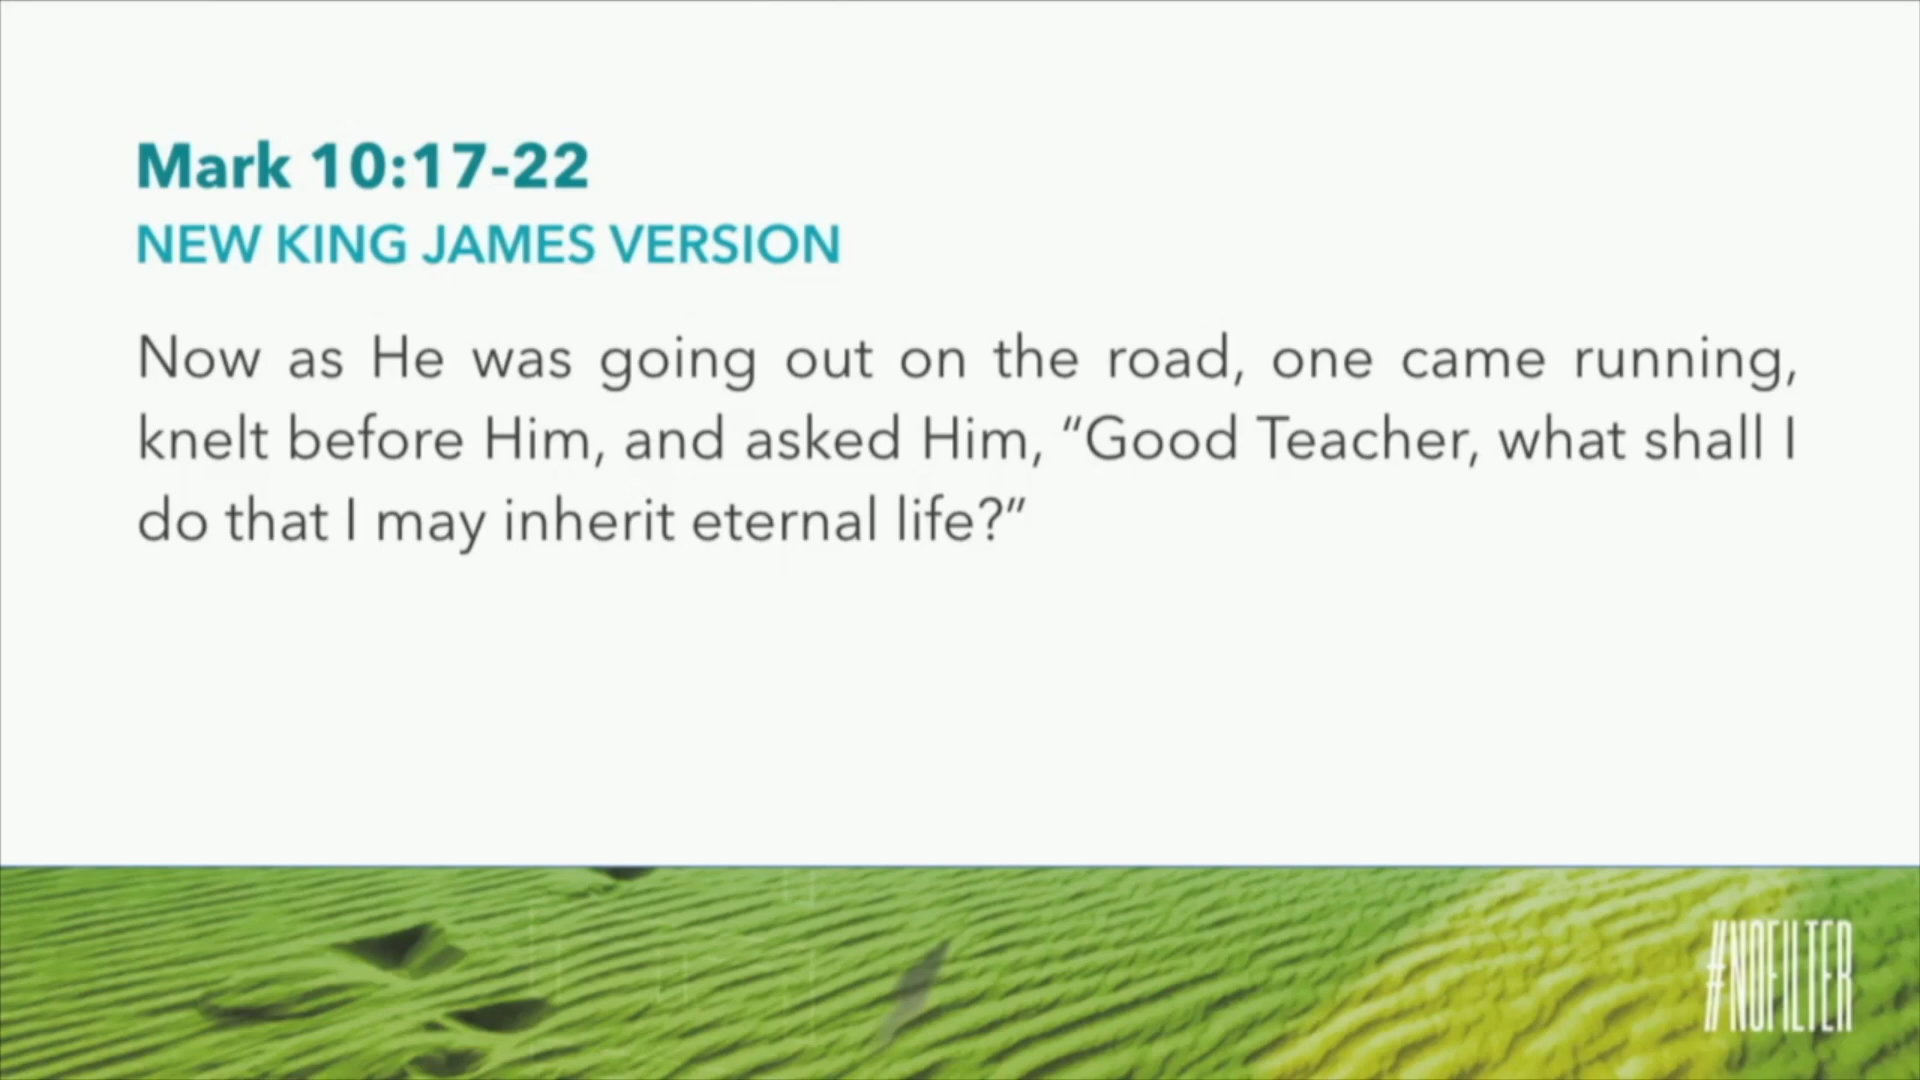 Mark 10:17-22
NEW KING JAMES VERSION
Now as He was going out on the road, one came running,
knelt before Him, and asked Him, “Good Teacher, what shall I
do that I may inherit eternal life?”
#NOFILTER